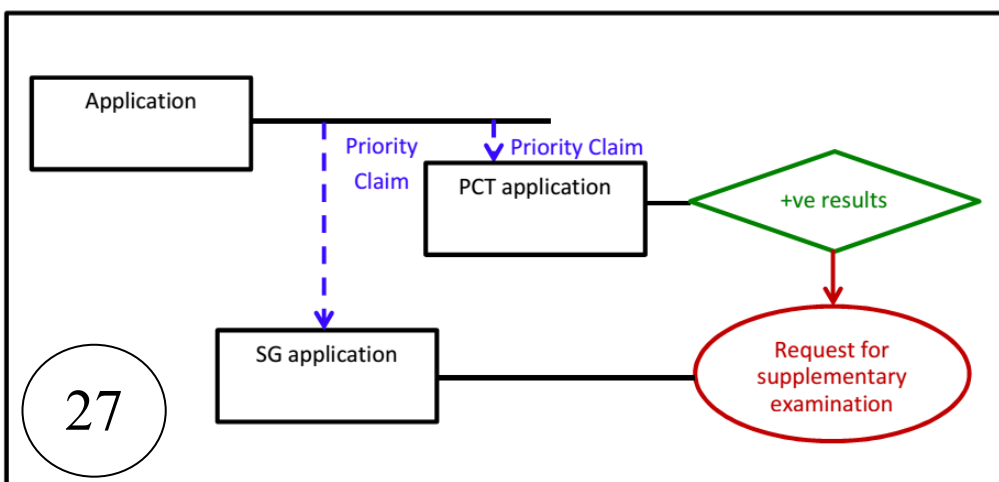 Application
Priority
Claim
Priority Claim
PCT application
+ve results
SG application
Request for
supplementary
examination
27